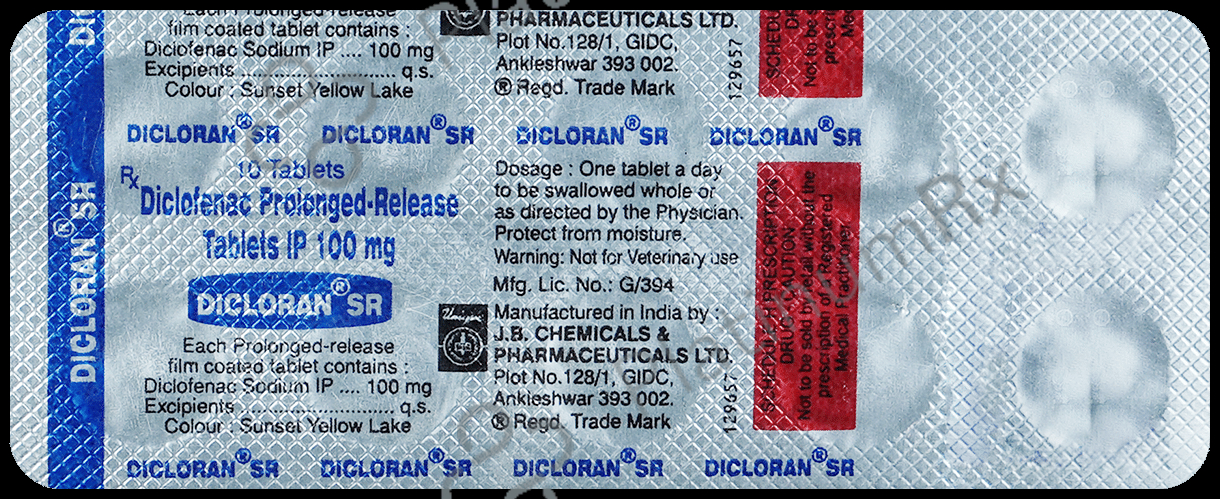 DICLORAN® SR
Each Prolonged-release
film coated tablet contains :
Diclofenac Sodium IP .... 100 mg
Excipients ........................... q.s.
Colour : Sunset Yellow Lake
PHARMACEUTICALS LTD.
Plot No.128/1, GIDC,
Ankleshwar 393 002.
® Regd. Trade Mark
129657
Not to be
DICLORAN® SR DICLORAN® SR DICLORAN® SR DICLORAN® SR
10 Tablets
Rx Diclofenac Prolonged-Release
Tablets IP 100 mg
DICLORAN® SR
Each Prolonged-release
film coated tablet contains :
Diclofenac Sodium IP .... 100 mg
Excipients ........................... q.s.
Colour : Sunset Yellow Lake
Dosage : One tablet a day
to be swallowed whole or
as directed by the Physician.
Protect from moisture.
Warning: Not for Veterinary use
Mfg. Lic. No.: G/394
Unique
Manufactured in India by :
J.B. CHEMICALS &
PHARMACEUTICALS LTD.
Plot No.128/1, GIDC,
Ankleshwar 393 002.
® Regd. Trade Mark
129657
SCHEDULE H PRESCRIPTION
DRUG CAUTION
Not to be sold by retail without the
prescription of a Registered
Medical Practitioner
DICLORAN® SR DICLORAN® SR DICLORAN® SR DICLORAN® SR